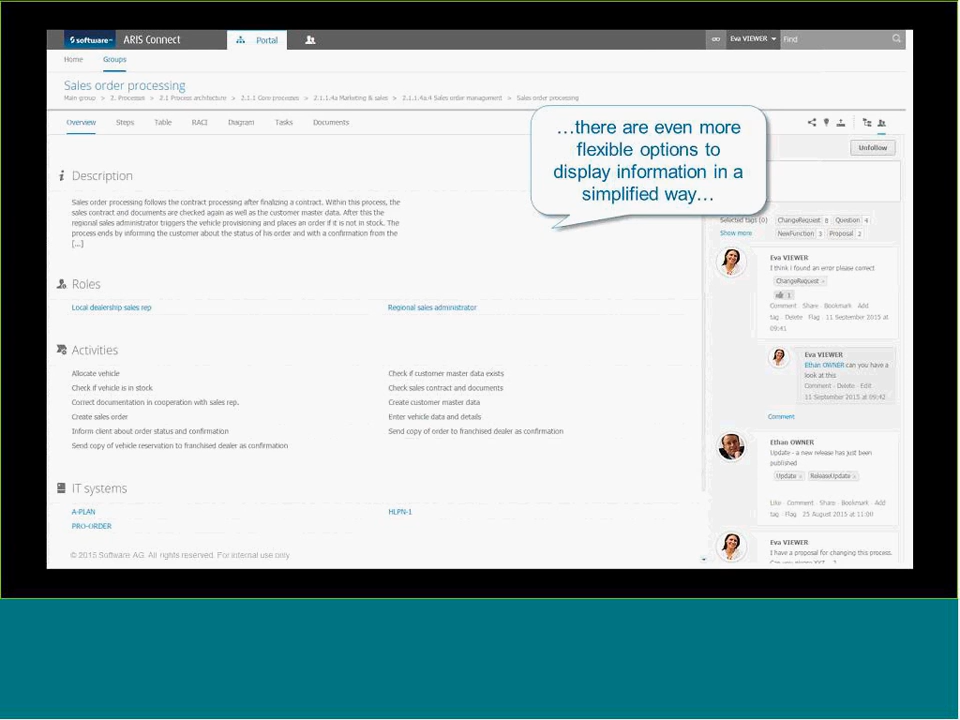 software AG ARIS Connect Portal Eva VIEWER Find
Home Groups
Sales order processing
Main group > 2. Processes > 2.1 Process architecture > 2.1.1 Core processes > 2.1.1.4a Marketing & sales > 2.1.1.4a.4 Sales order management > Sales order processing
Overview Steps Table RACI Diagram Tasks Documents
…there are even more
flexible options to
display information in a
simplified way…
Unfollow
Description
Sales order processing follows the contract processing after finalizing a contract. Within this process, the
sales contract and documents are checked again as well as the customer master data. After this the
regional sales administrator triggers the vehicle provisioning and places an order if it is not in stock. The
process ends by informing the customer about the status of his order and with a confirmation from the
[...]
Roles
Local dealership sales rep Regional sales administrator
Activities
Allocate vehicle Check if customer master data exists
Check if vehicle is in stock Check sales contract and documents
Correct documentation in cooperation with sales rep. Create customer master data
Create sales order Enter vehicle data and details
Inform client about order status and confirmation Send copy of order to franchised dealer as confirmation
Send copy of vehicle reservation to franchised dealer as confirmation
IT systems
A-PLAN HLPN-1
PRO-ORDER
© 2015 Software AG. All rights reserved. For internal use only
Selected tags (0) ChangeRequest 8 Question 4
Show more NewFunction 3 Proposal 2
Eva VIEWER
I think i found an error please correct
ChangeRequest
1
Comment Share Bookmark Add
tag Delete Flag 11 September 2015 at
09:41
Eva VIEWER
Ethan OWNER can you have a
look at this
Comment Delete Edit
11 September 2015 at 09:42
Comment
Ethan OWNER
Update - a new release has just been
published
Update ReleaseUpdate
Like Comment Share Bookmark Add
tag Flag 25 August 2015 at 11:00
Eva VIEWER
I have a proposal for changing this process.